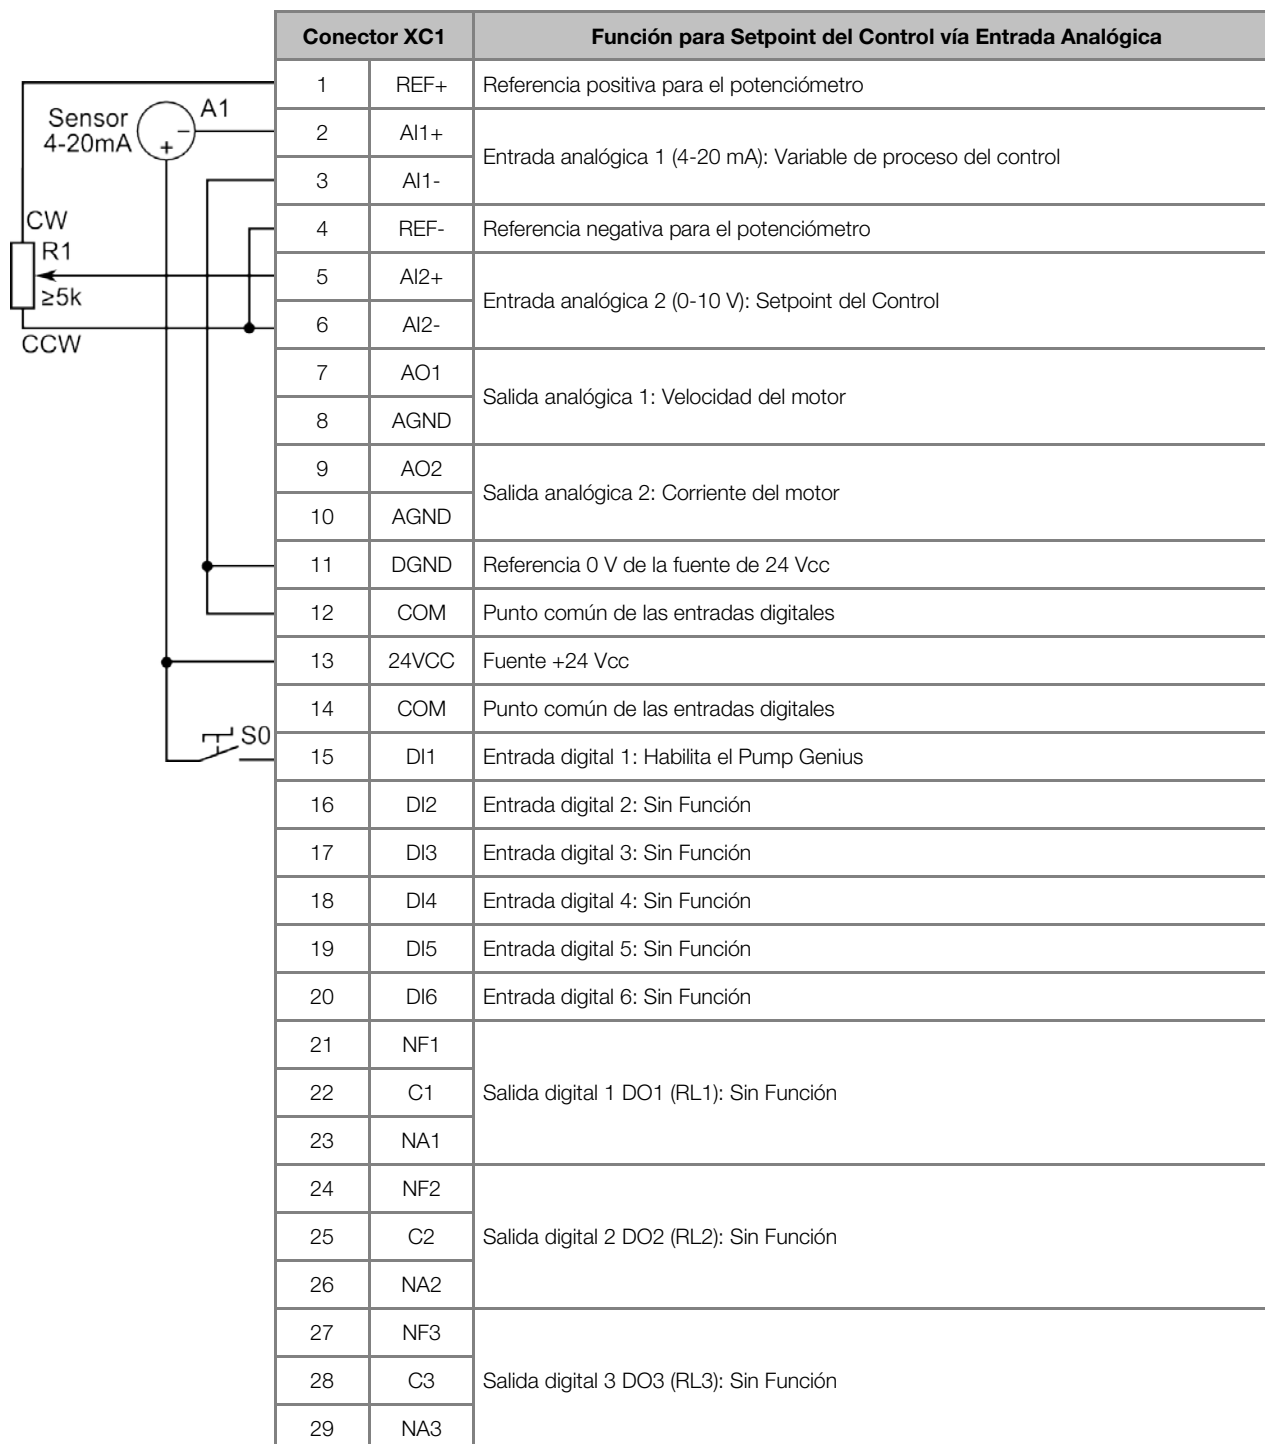 Conector XC1 Función para Setpoint del Control vía Entrada Analógica
1 REF+ Referencia positiva para el potenciómetro
Sensor 4-20mA A1 - +
2 AI1+ Entrada analógica 1 (4-20 mA): Variable de proceso del control
3 AI1-
CW
4 REF- Referencia negativa para el potenciómetro
R1
5 AI2+ Entrada analógica 2 (0-10 V): Setpoint del Control
≥5k
6 AI2-
CCW
7 AO1 Salida analógica 1: Velocidad del motor
8 AGND
9 AO2 Salida analógica 2: Corriente del motor
10 AGND
11 DGND Referencia 0 V de la fuente de 24 Vcc
12 COM Punto común de las entradas digitales
13 24VCC Fuente +24 Vcc
14 COM Punto común de las entradas digitales
S0
15 DI1 Entrada digital 1: Habilita el Pump Genius
16 DI2 Entrada digital 2: Sin Función
17 DI3 Entrada digital 3: Sin Función
18 DI4 Entrada digital 4: Sin Función
19 DI5 Entrada digital 5: Sin Función
20 DI6 Entrada digital 6: Sin Función
21 NF1
22 C1 Salida digital 1 DO1 (RL1): Sin Función
23 NA1
24 NF2
25 C2 Salida digital 2 DO2 (RL2): Sin Función
26 NA2
27 NF3
28 C3 Salida digital 3 DO3 (RL3): Sin Función
29 NA3